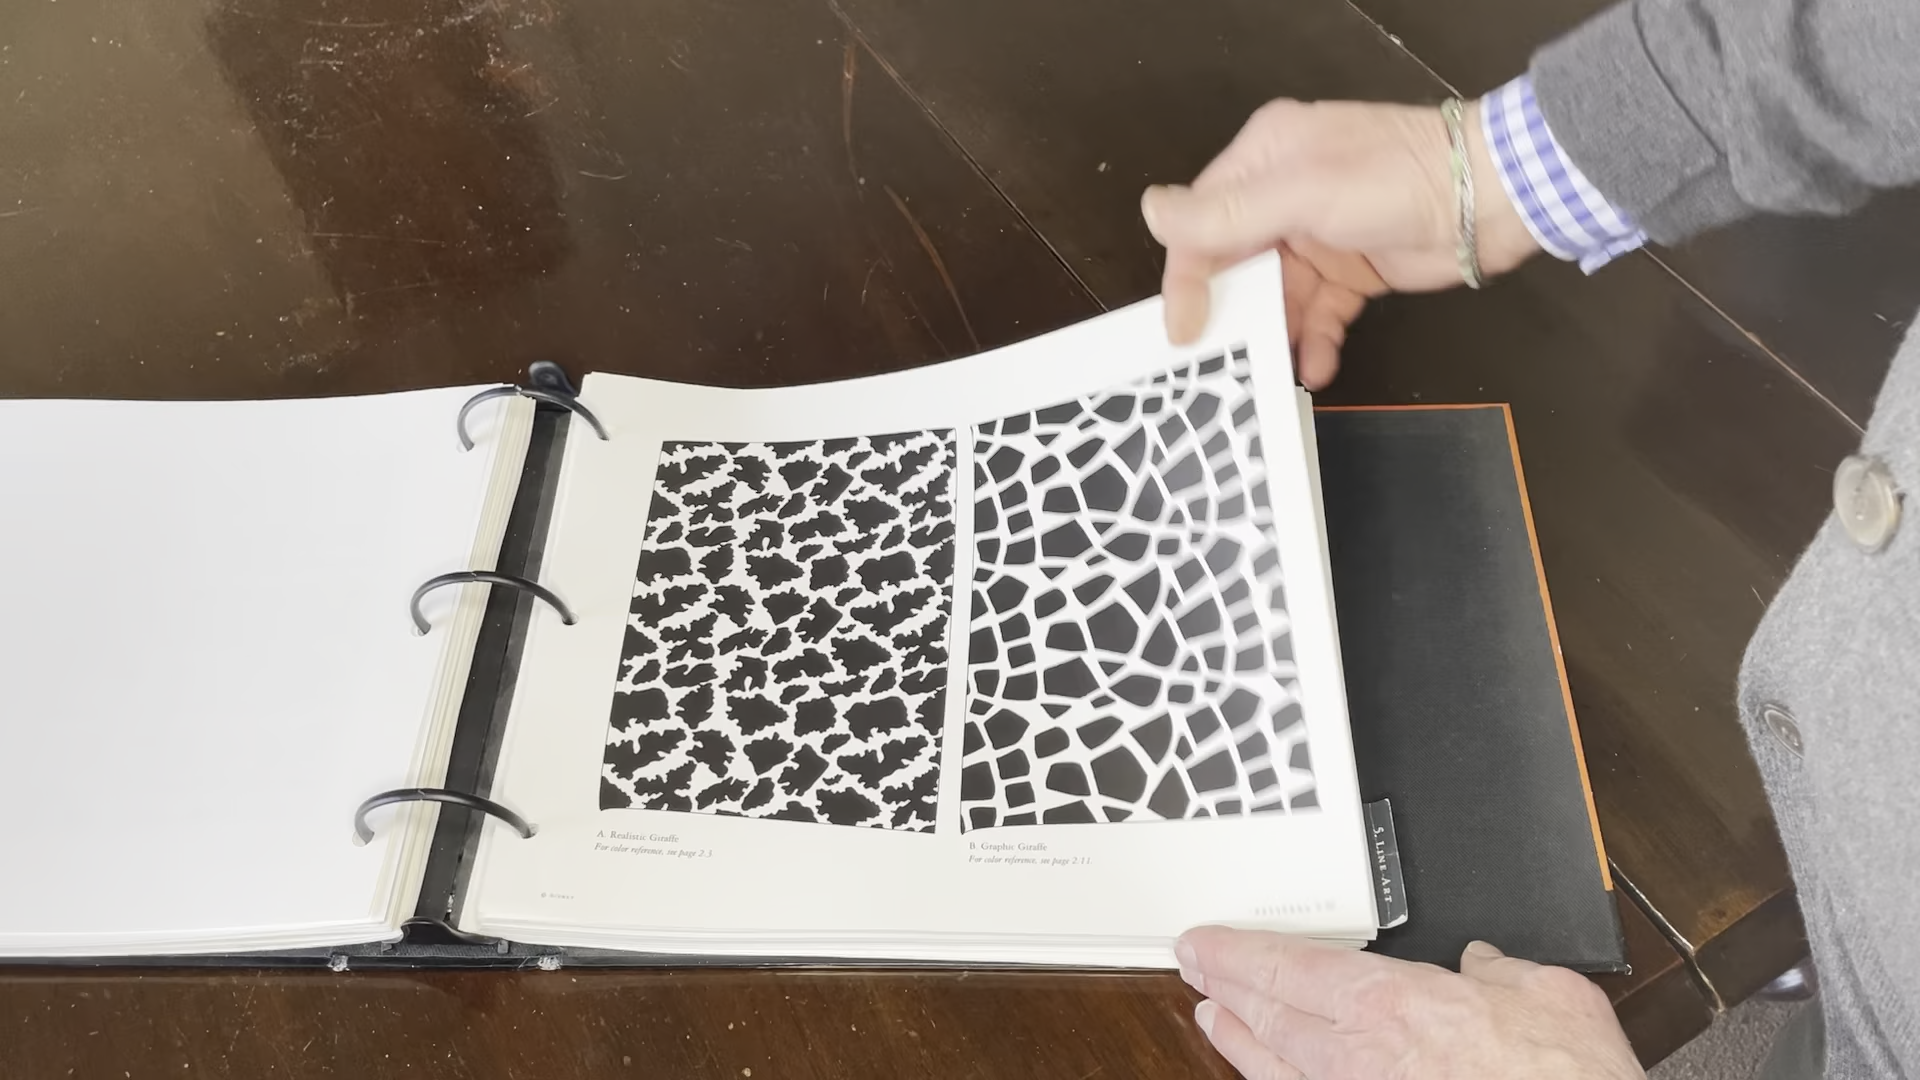 A. Realistic Giraffe
For color reference, see page 2:3.
B. Graphic Giraffe
For color reference, see page 2:11.
5. LINE ART